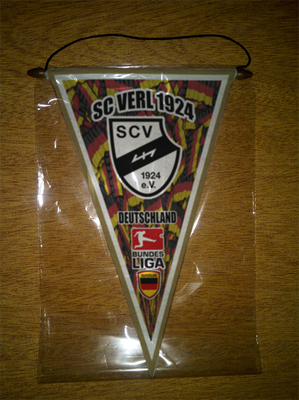 SC VERL 1924
SCV
1924
e.V.
DEUTSCHLAND
BUNDES
LIGA